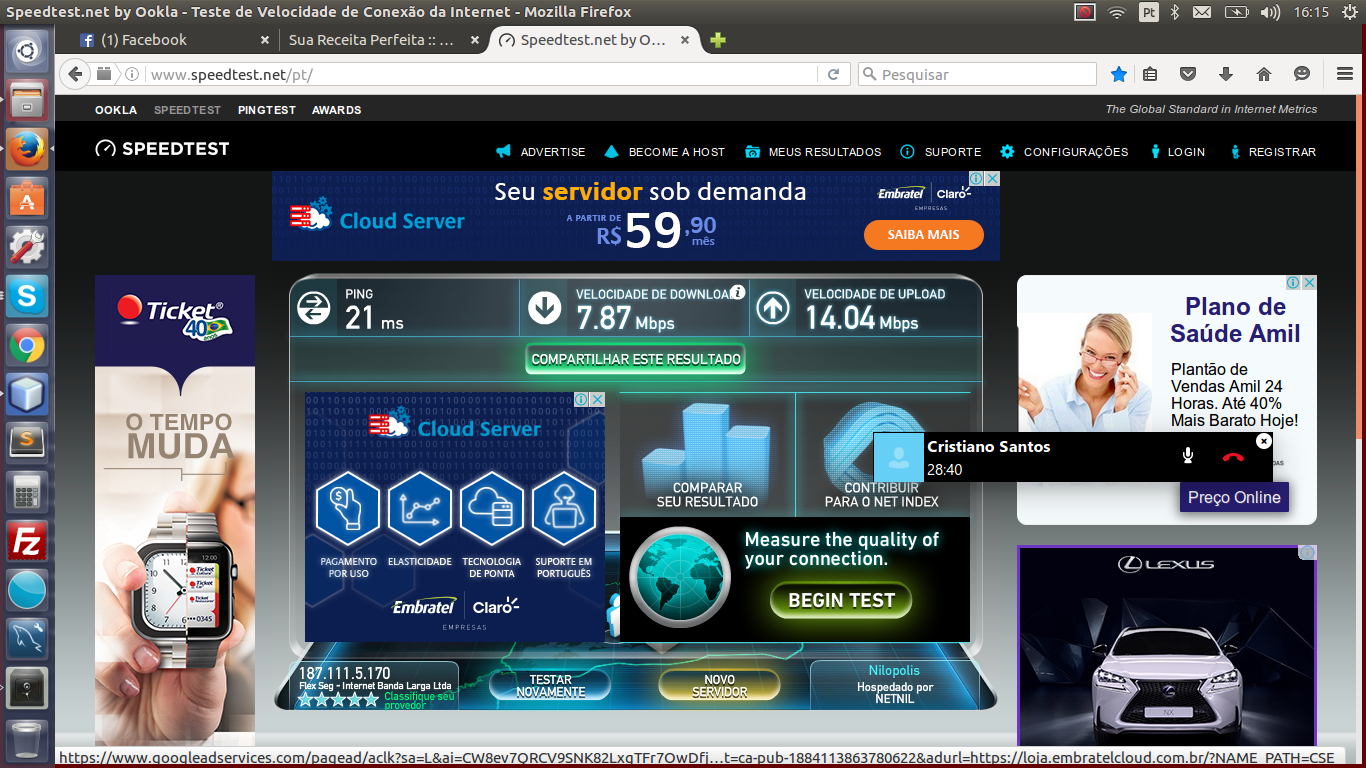 Speedtest.net by Ookla - Teste de Velocidade de Conexão da Internet - Mozilla Firefox
Pt
16:15
(1) Facebook
Sua Receita Perfeita :: ...
Speedtest.net by O...
www.speedtest.net/pt/
Pesquisar
OOKLA SPEEDTEST PINGTEST AWARDS
The Global Standard in Internet Metrics
SPEEDTEST
ADVERTISE BECOME A HOST MEUS RESULTADOS SUPORTE CONFIGURAÇÕES LOGIN REGISTRAR
Cloud Server
Seu servidor sob demanda
A PARTIR DE
R$ 59,90
mês
Embratel Claro
EMPRESAS
SAIBA MAIS
Ticket®
40
anos
O TEMPO
MUDA
PING
21 ms
VELOCIDADE DE DOWNLOAD
7.87 Mbps
VELOCIDADE DE UPLOAD
14.04 Mbps
COMPARTILHAR ESTE RESULTADO
Cloud Server
PAGAMENTO
POR USO
ELASTICIDADE
TECNOLOGIA
DE PONTA
SUPORTE EM
PORTUGUÊS
Embratel Claro
EMPRESAS
COMPARAR
SEU RESULTADO
CONTRIBUIR
PARA O NET INDEX
Measure the quality of
your connection.
BEGIN TEST
187.111.5.170
Flex Seg - Internet Banda Larga Ltda
Classifique seu
provedor
TESTAR
NOVAMENTE
NOVO
SERVIDOR
Nilopolis
Hospedado por
NETNIL
Plano de
Saúde Amil
Plantão de
Vendas Amil 24
Horas. Até 40%
Mais Barato Hoje!
Preço Online
Cristiano Santos
28:40
LEXUS
NX
https://www.googleadservices.com/pagead/aclk?sa=L&ai=CW8ev7QRCV9SNK82LxgTFr7OwDfj...t=ca-pub-1884113863780622&adurl=https://loja.embratelcloud.com.br/?NAME_PATH=CSE